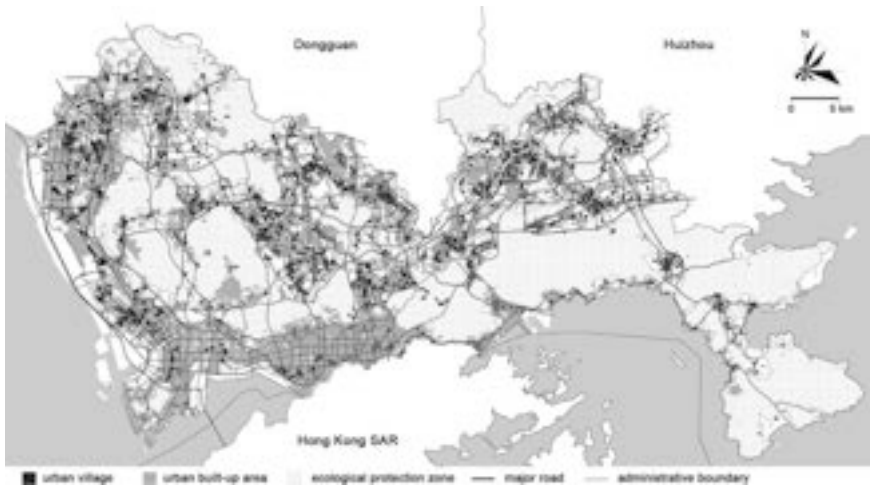 Dongguan
Huizhou
N
0 5 km
Hong Kong SAR
urban village urban built-up area ecological protection zone major road administrative boundary